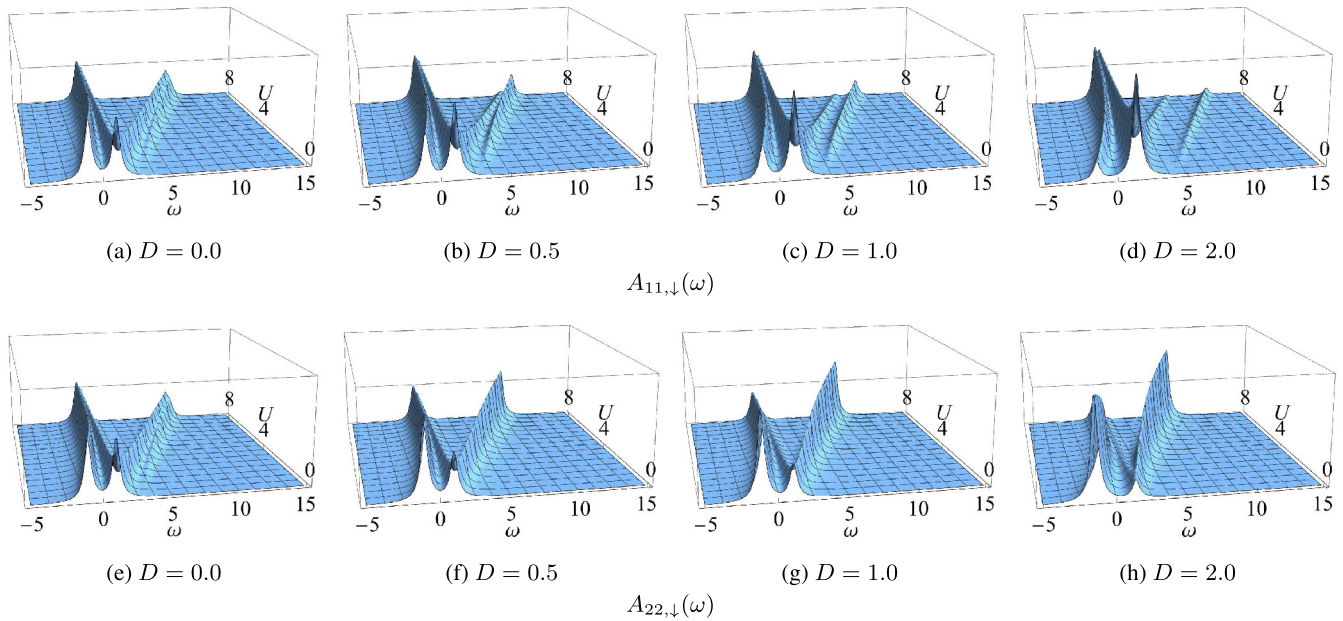 8 8 8 8
U U U U
4 4 4 4
0 0 0 0
−5 0 5 10 15 −5 0 5 10 15 −5 0 5 10 15 −5 0 5 10 15
ω ω ω ω
(a) D = 0.0 (b) D = 0.5 (c) D = 1.0 (d) D = 2.0
A₁₁,↓(ω)
8 8 8 8
U U U U
4 4 4 4
0 0 0 0
−5 0 5 10 15 −5 0 5 10 15 −5 0 5 10 15 −5 0 5 10 15
ω ω ω ω
(e) D = 0.0 (f) D = 0.5 (g) D = 1.0 (h) D = 2.0
A₂₂,↓(ω)